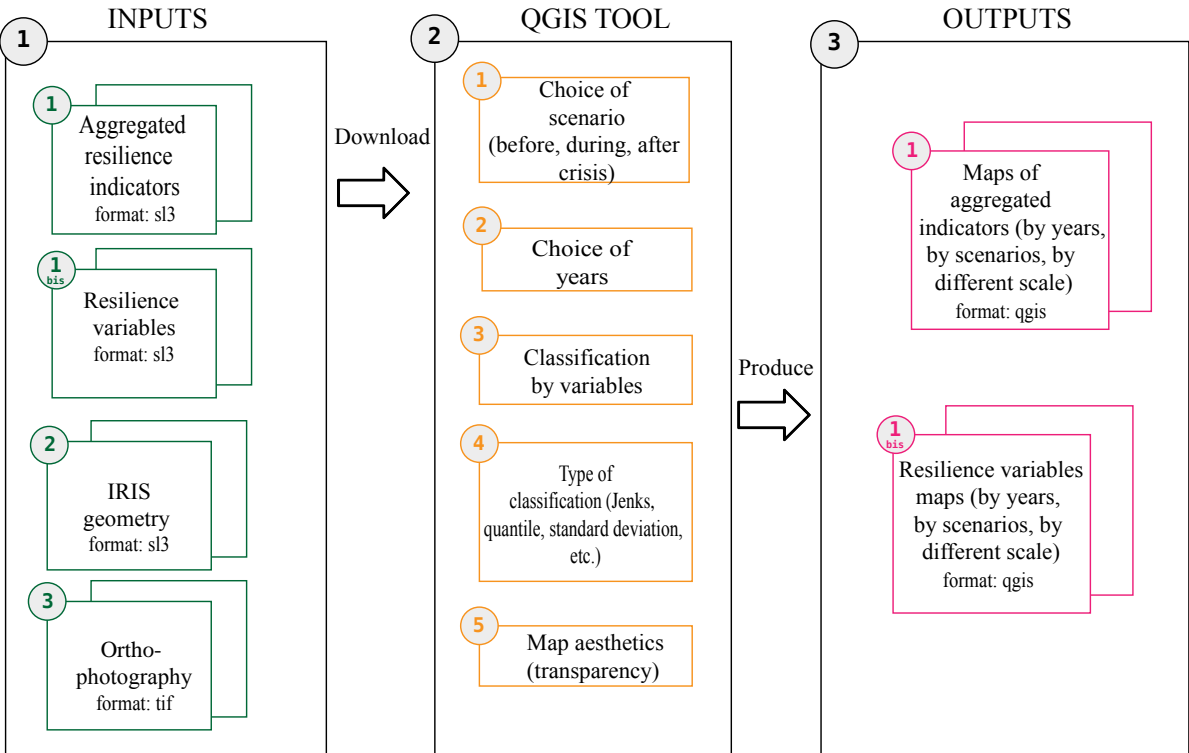 INPUTS
1
1
Aggregated
resilience
indicators
format: sl3
1
bis
Resilience
variables
format: sl3
2
IRIS
geometry
format: sl3
3
Ortho-
photography
format: tif
Download
QGIS TOOL
2
1
Choice of
scenario
(before, during, after
crisis)
2
Choice of
years
3
Classification
by variables
4
Type of
classification (Jenks,
quantile, standard deviation,
etc.)
5
Map aesthetics
(transparency)
Produce
OUTPUTS
3
1
Maps of
aggregated
indicators (by years,
by scenarios, by
different scale)
format: qgis
1
bis
Resilience variables
maps (by years,
by scenarios, by
different scale)
format: qgis